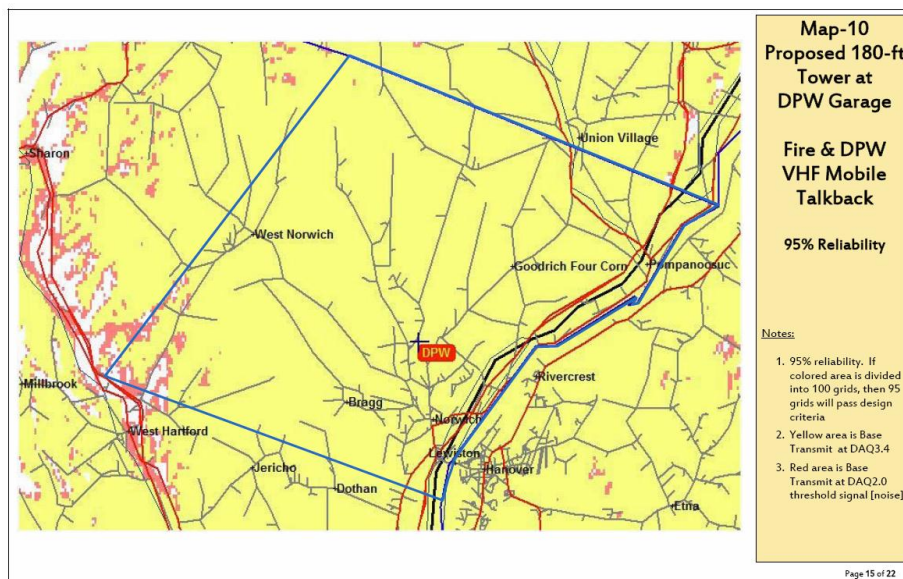 Map-10
Proposed 180-ft
Tower at
DPW Garage
Fire & DPW
VHF Mobile
Talkback
95% Reliability
Notes:
1. 95% reliability. If
colored area is divided
into 100 grids, then 95
grids will pass design
criteria
2. Yellow area is Base
Transmit at DAQ3.4
3. Red area is Base
Transmit at DAQ2.0
threshold signal [noise]
Union Village
Sharon
West Norwich
Goodrich Four Corn
Pompanoosuc
DPW
Rivercrest
Millbrook
Bragg
Norwich
West Hartford
Lewiston
Jericho
Hanover
Dothan
Etna
Page 15 of 22